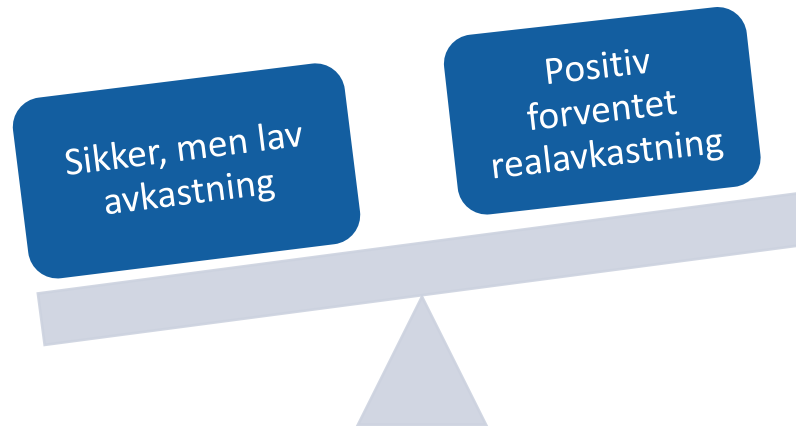 Sikker, men lav
avkastning
Positiv
forventet
realavkastning